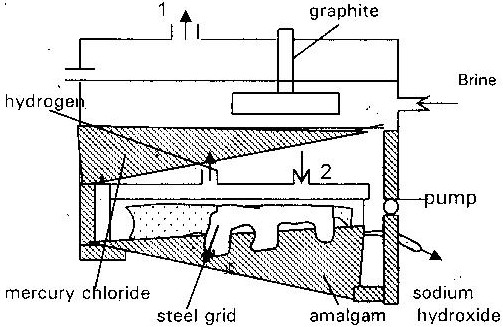 1
graphite
Brine
hydrogen
2
pump
mercury chloride
steel grid
amalgam
sodium
hydroxide